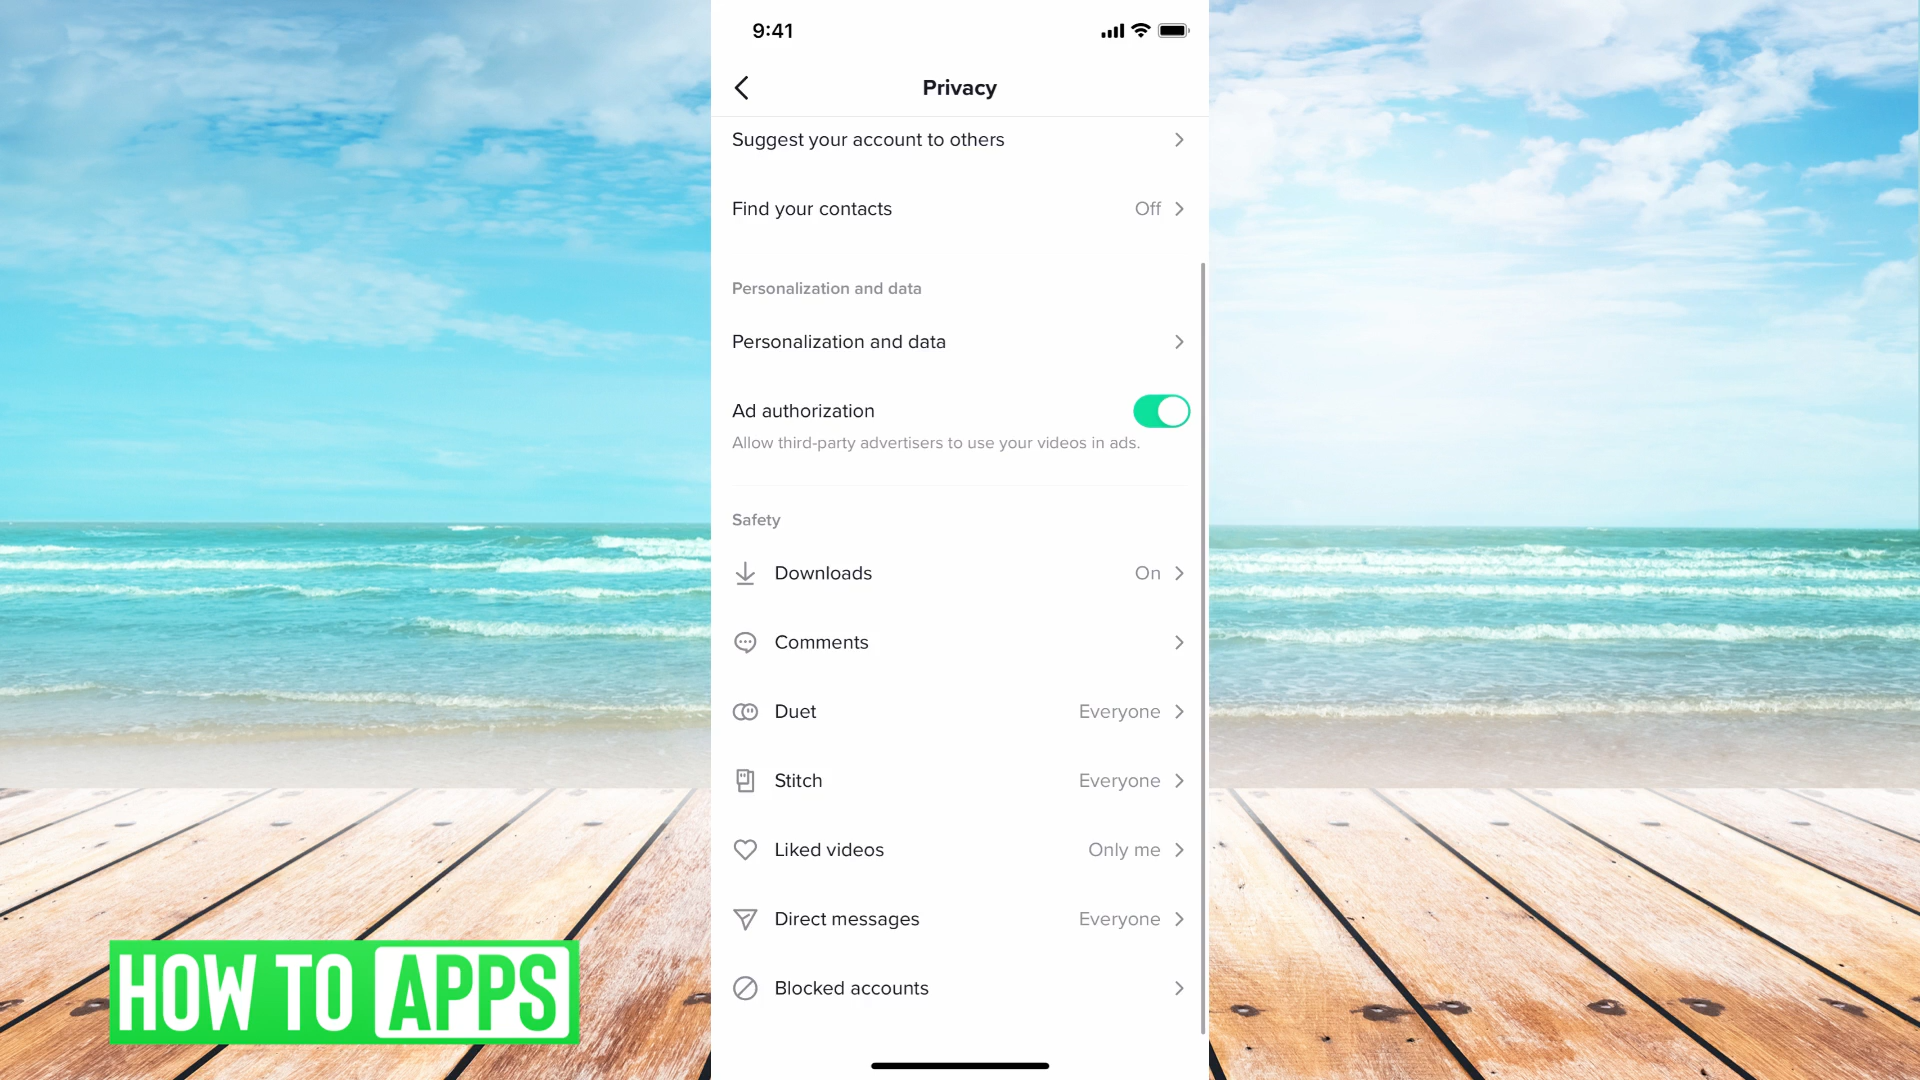 9:41
Privacy
Suggest your account to others
Find your contacts Off
Personalization and data
Personalization and data
Ad authorization
Allow third-party advertisers to use your videos in ads.
Safety
Downloads On
Comments
Duet Everyone
Stitch Everyone
Liked videos Only me
Direct messages Everyone
Blocked accounts
HOW TO APPS